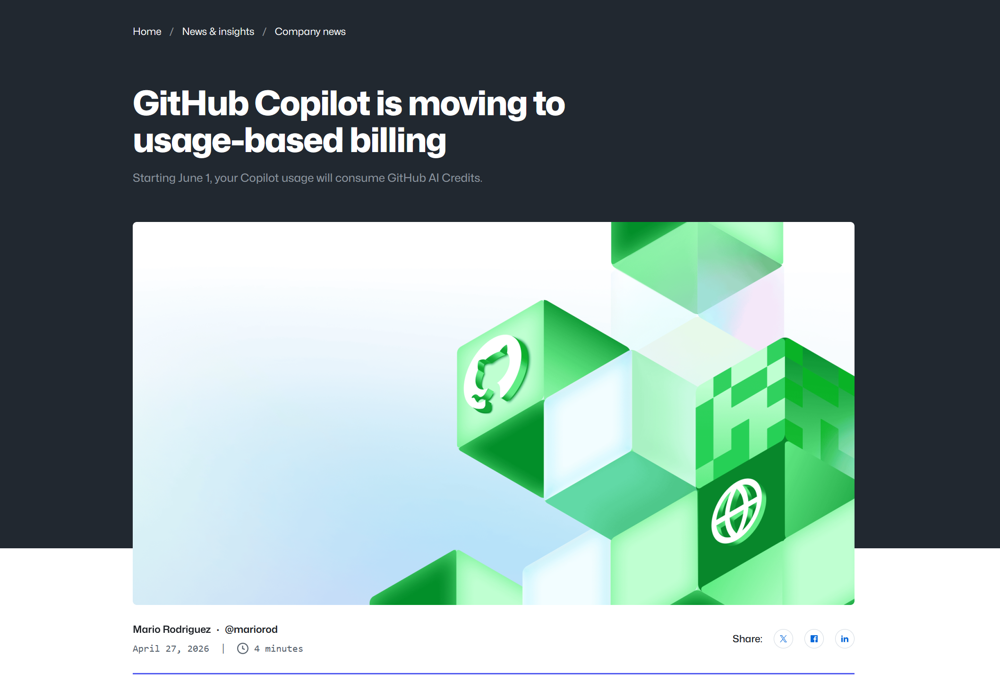 Home / News & insights / Company news
GitHub Copilot is moving to
usage-based billing
Starting June 1, your Copilot usage will consume GitHub AI Credits.
Mario Rodriguez · @mariorod
April 27, 2026 | 4 minutes
Share: